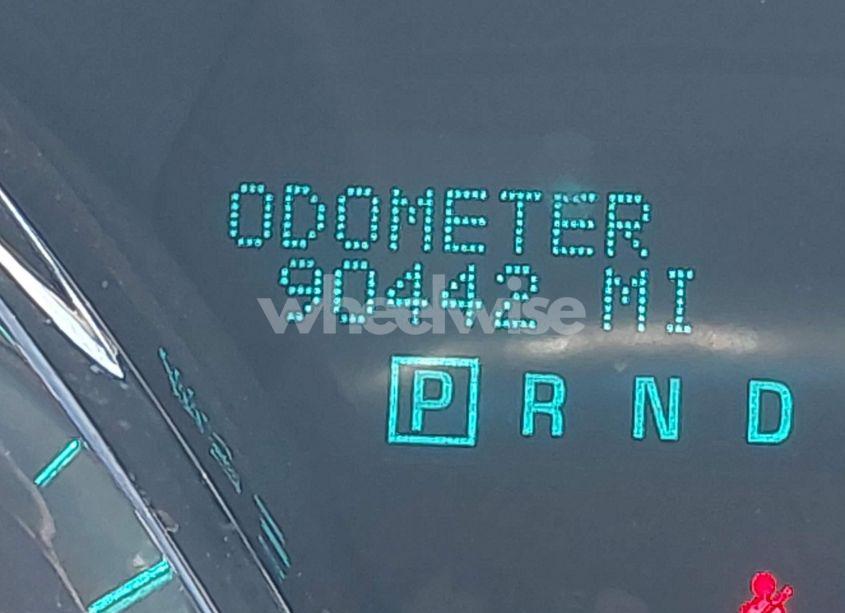 ODOMETER
90442 MI
wheelwise
P R N D